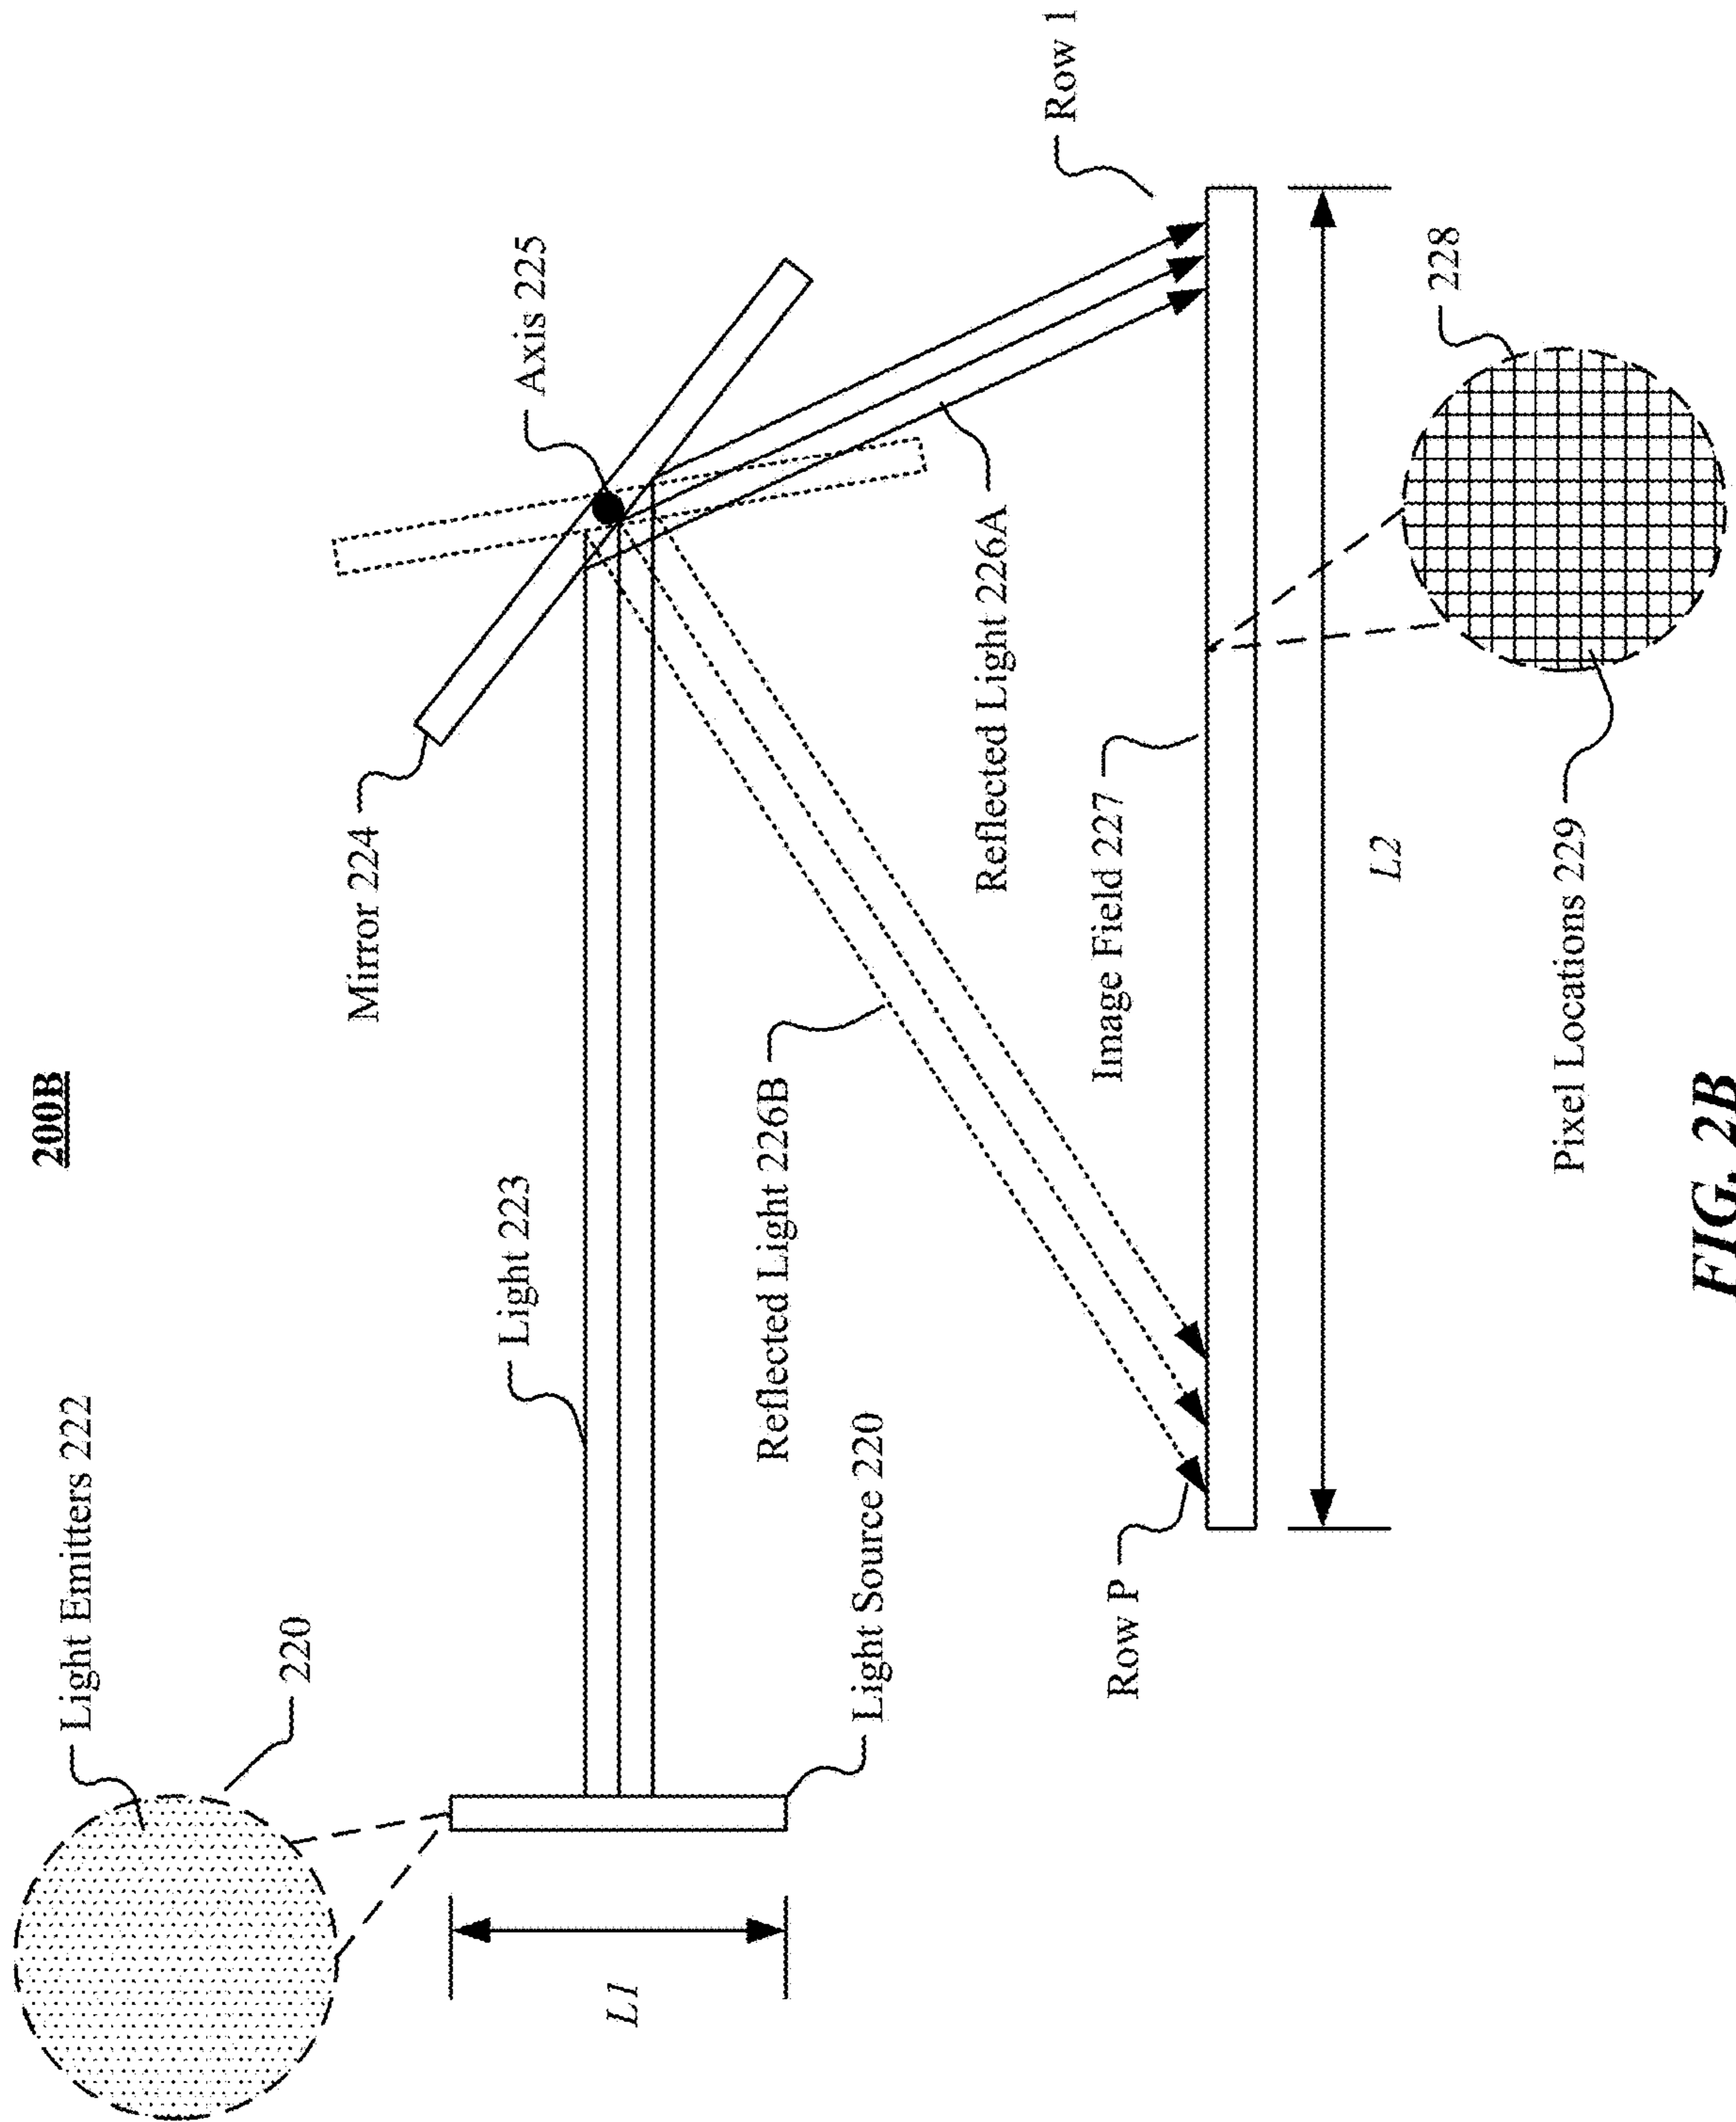 200B
Light Emitters 222
220
Light 223
Mirror 224
Axis 225
L1
Light Source 220
Reflected Light 226B
Reflected Light 226A
Row 1
Row P
Image Field 227
L2
228
Pixel Locations 229
FIG. 2B